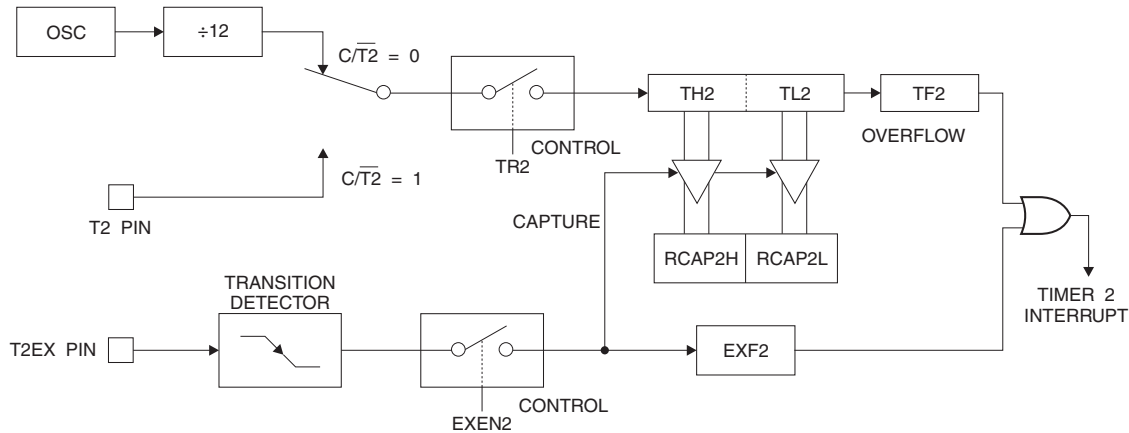 OSC
÷12
C/T2̅ = 0
TH2
TL2
TF2
CONTROL
OVERFLOW
TR2
C/T2̅ = 1
T2 PIN
CAPTURE
RCAP2H
RCAP2L
TRANSITION
DETECTOR
TIMER 2
INTERRUPT
T2EX PIN
EXF2
CONTROL
EXEN2